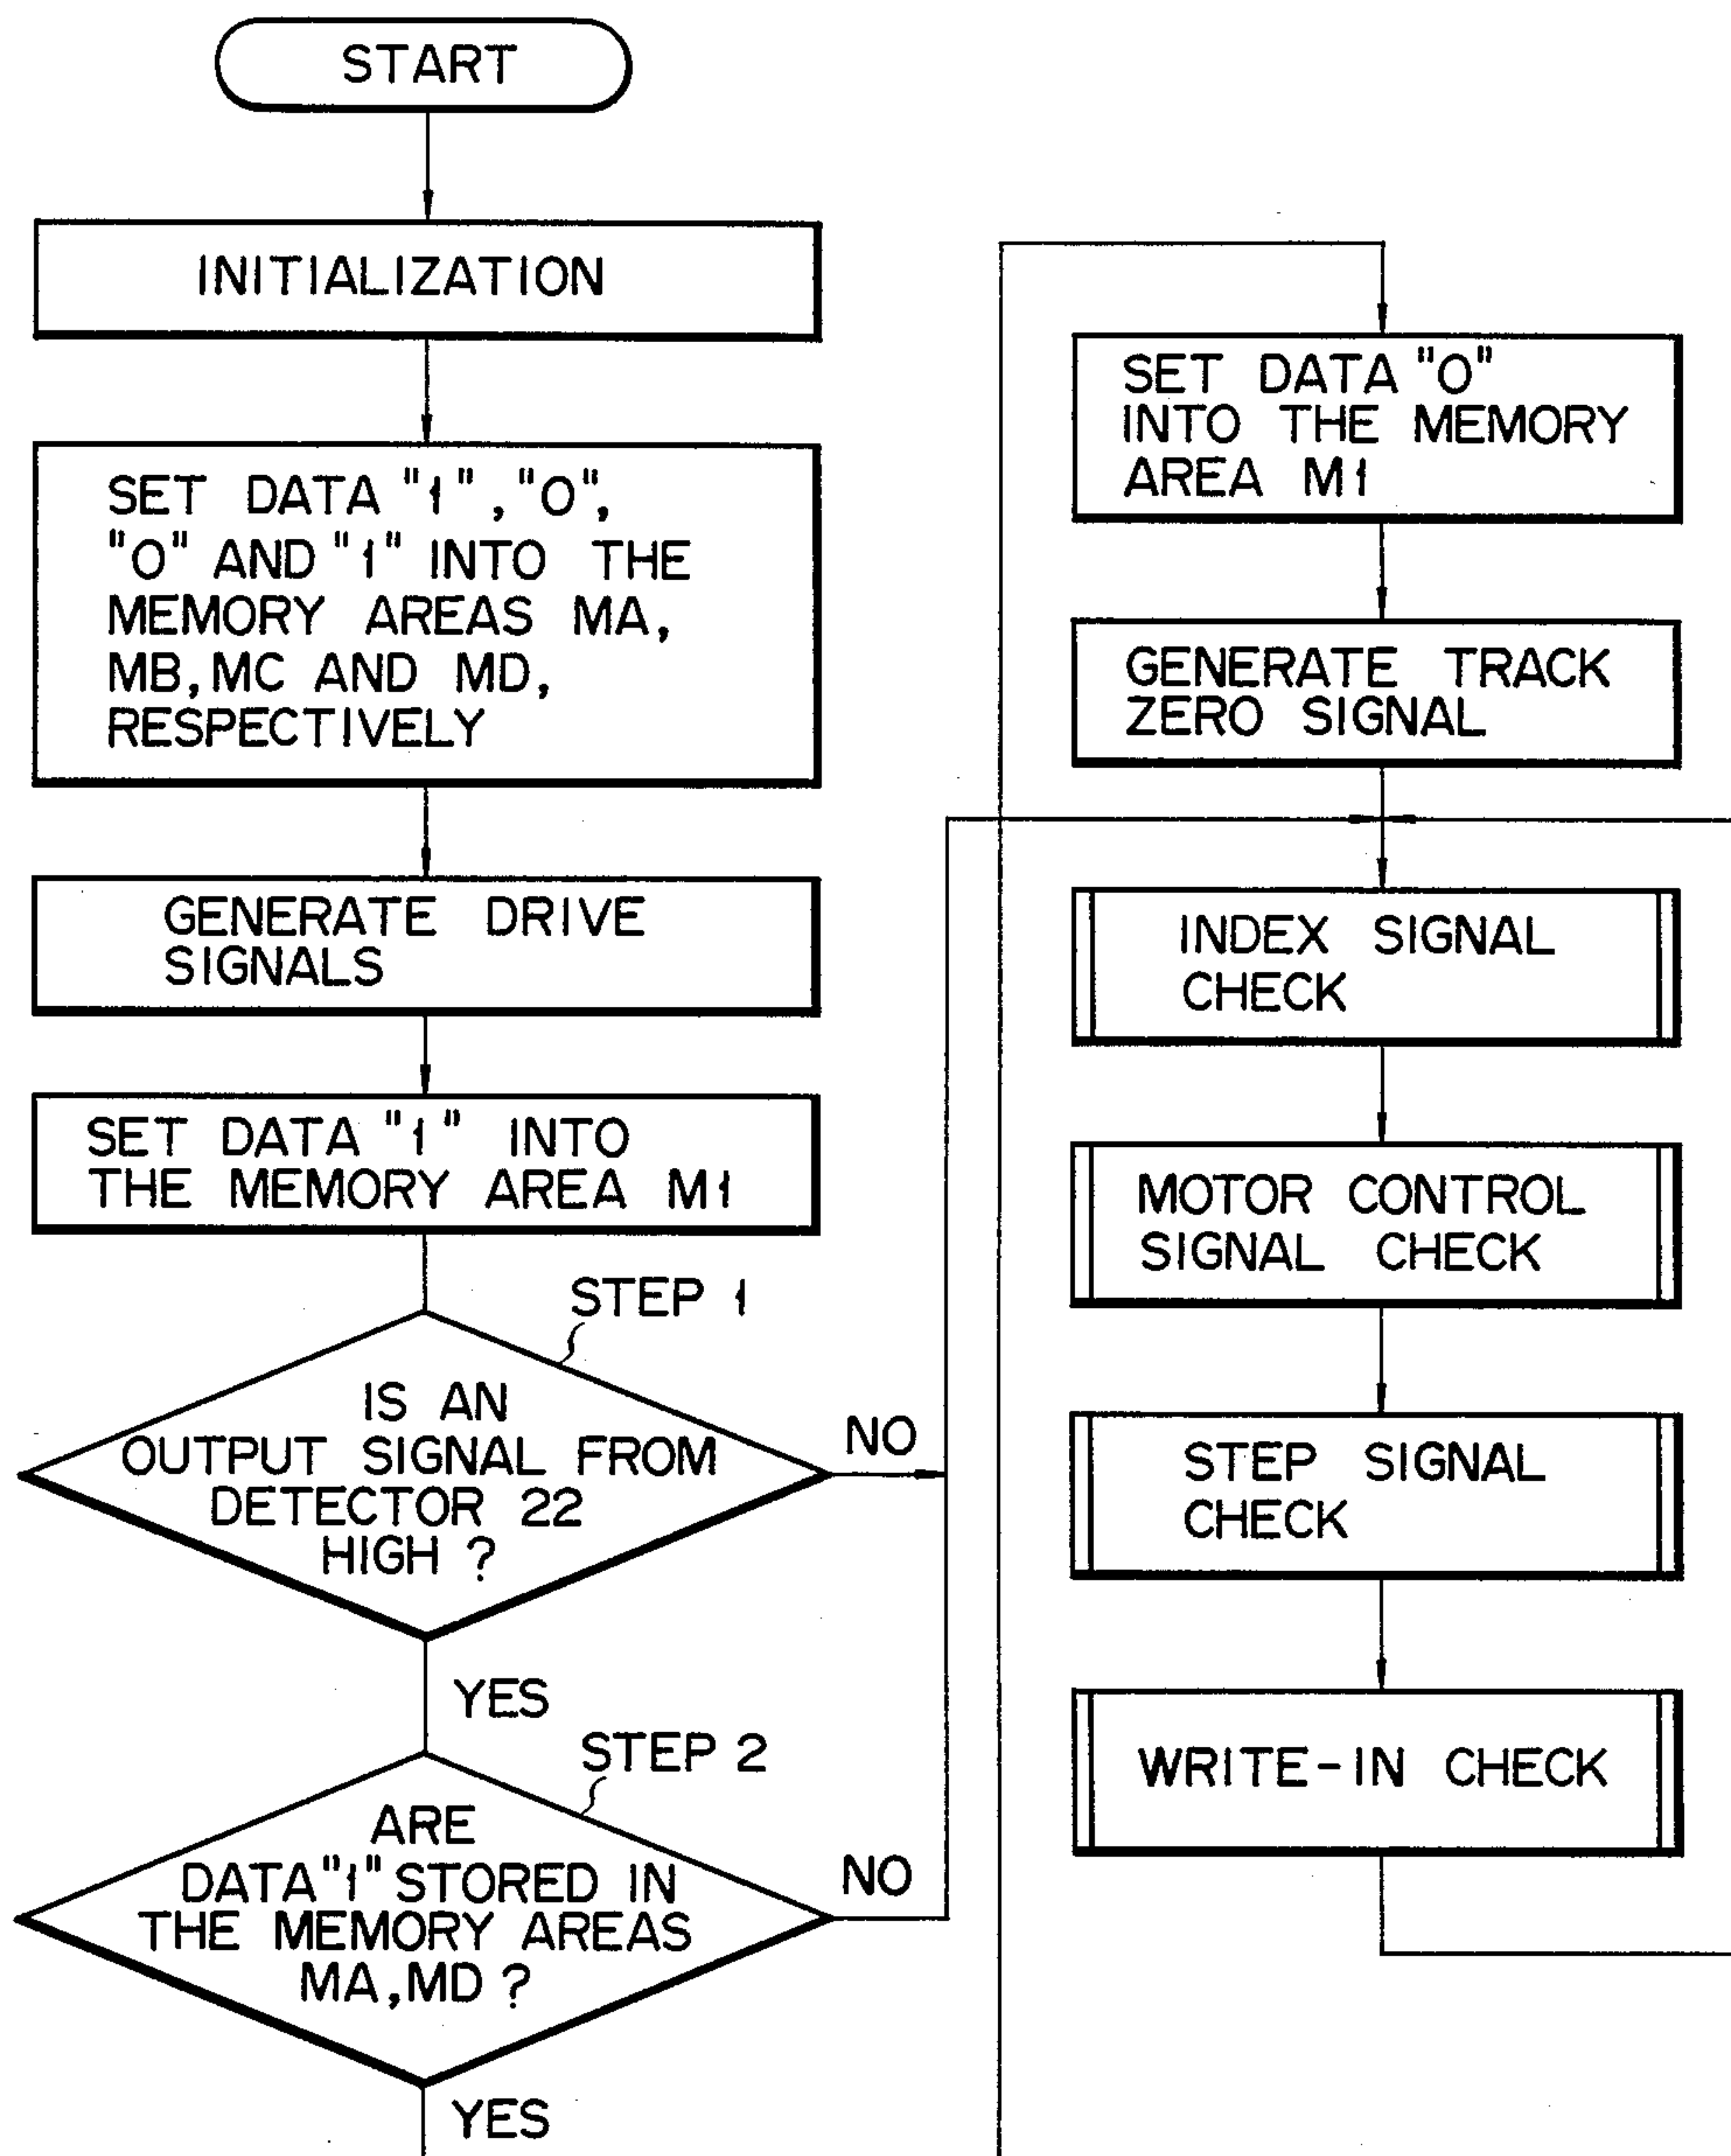 START
INITIALIZATION
SET DATA "1", "0",
"0" AND "1" INTO THE
MEMORY AREAS MA,
MB, MC AND MD,
RESPECTIVELY
GENERATE DRIVE
SIGNALS
SET DATA "1" INTO
THE MEMORY AREA M1
STEP 1
IS AN
OUTPUT SIGNAL FROM
DETECTOR 22
HIGH ?
NO
YES
STEP 2
ARE
DATA "1" STORED IN
THE MEMORY AREAS
MA, MD ?
NO
YES
SET DATA "0"
INTO THE MEMORY
AREA M1
GENERATE TRACK
ZERO SIGNAL
INDEX SIGNAL
CHECK
MOTOR CONTROL
SIGNAL CHECK
STEP SIGNAL
CHECK
WRITE-IN CHECK